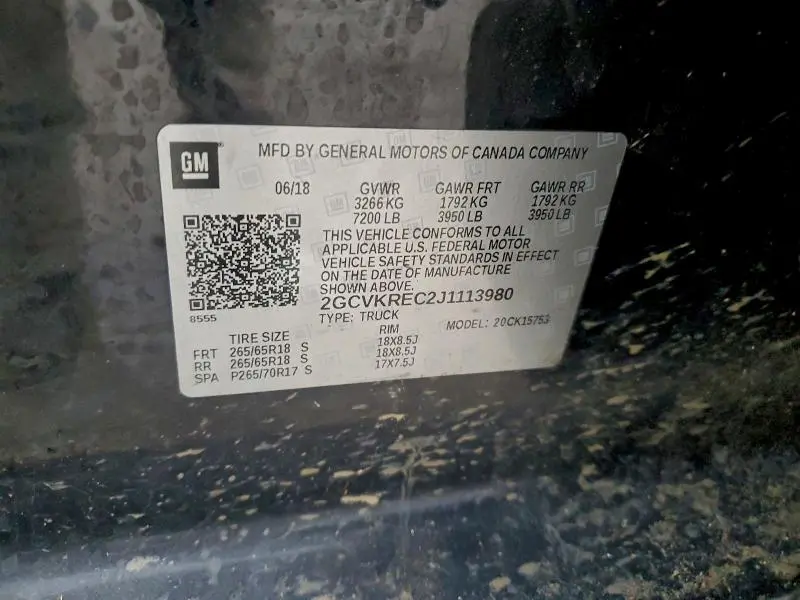 GM
MFD BY GENERAL MOTORS OF CANADA COMPANY
06/18 GVWR GAWR FRT GAWR RR
3266 KG 1792 KG 1792 KG
7200 LB 3950 LB 3950 LB
THIS VEHICLE CONFORMS TO ALL
APPLICABLE U.S. FEDERAL MOTOR
VEHICLE SAFETY STANDARDS IN EFFECT
ON THE DATE OF MANUFACTURE
SHOWN ABOVE.
8555
2GCVKREC2J1113980
TYPE: TRUCK MODEL: 20CK15753
TIRE SIZE RIM
FRT 265/65R18 S 18X8.5J
RR 265/65R18 S 18X8.5J
SPA P265/70R17 S 17X7.5J